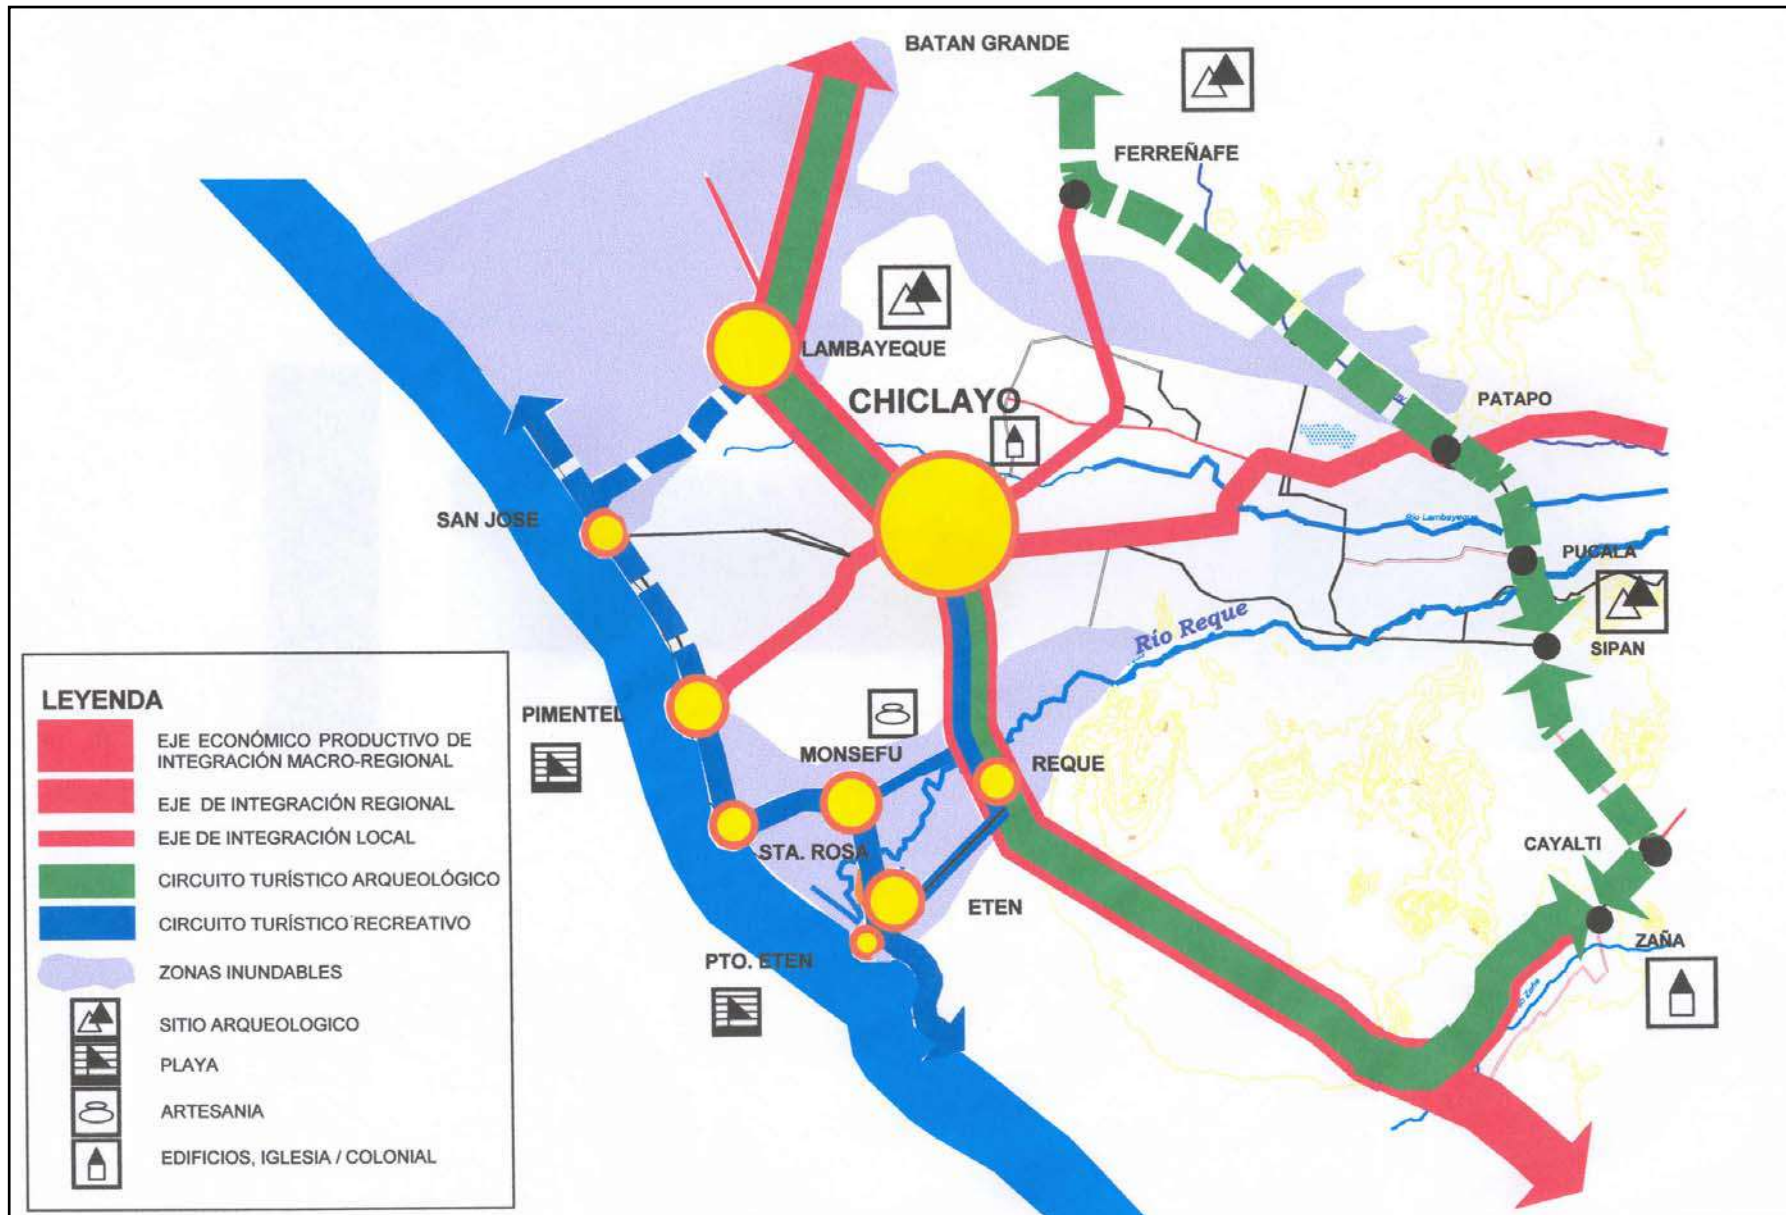 BATAN GRANDE
FERREÑAFE
LAMBAYEQUE
CHICLAYO
PATAPO
SAN JOSE
Río Lambayeque
PUCALA
Río Reque
SIPAN
PIMENTEL
MONSEFU
REQUE
STA. ROSA
CAYALTI
ETEN
ZAÑA
PTO. ETEN
Río Zaña
LEYENDA
EJE ECONÓMICO PRODUCTIVO DE
INTEGRACIÓN MACRO-REGIONAL
EJE DE INTEGRACIÓN REGIONAL
EJE DE INTEGRACIÓN LOCAL
CIRCUITO TURÍSTICO ARQUEOLÓGICO
CIRCUITO TURÍSTICO RECREATIVO
ZONAS INUNDABLES
SITIO ARQUEOLOGICO
PLAYA
ARTESANIA
EDIFICIOS, IGLESIA / COLONIAL